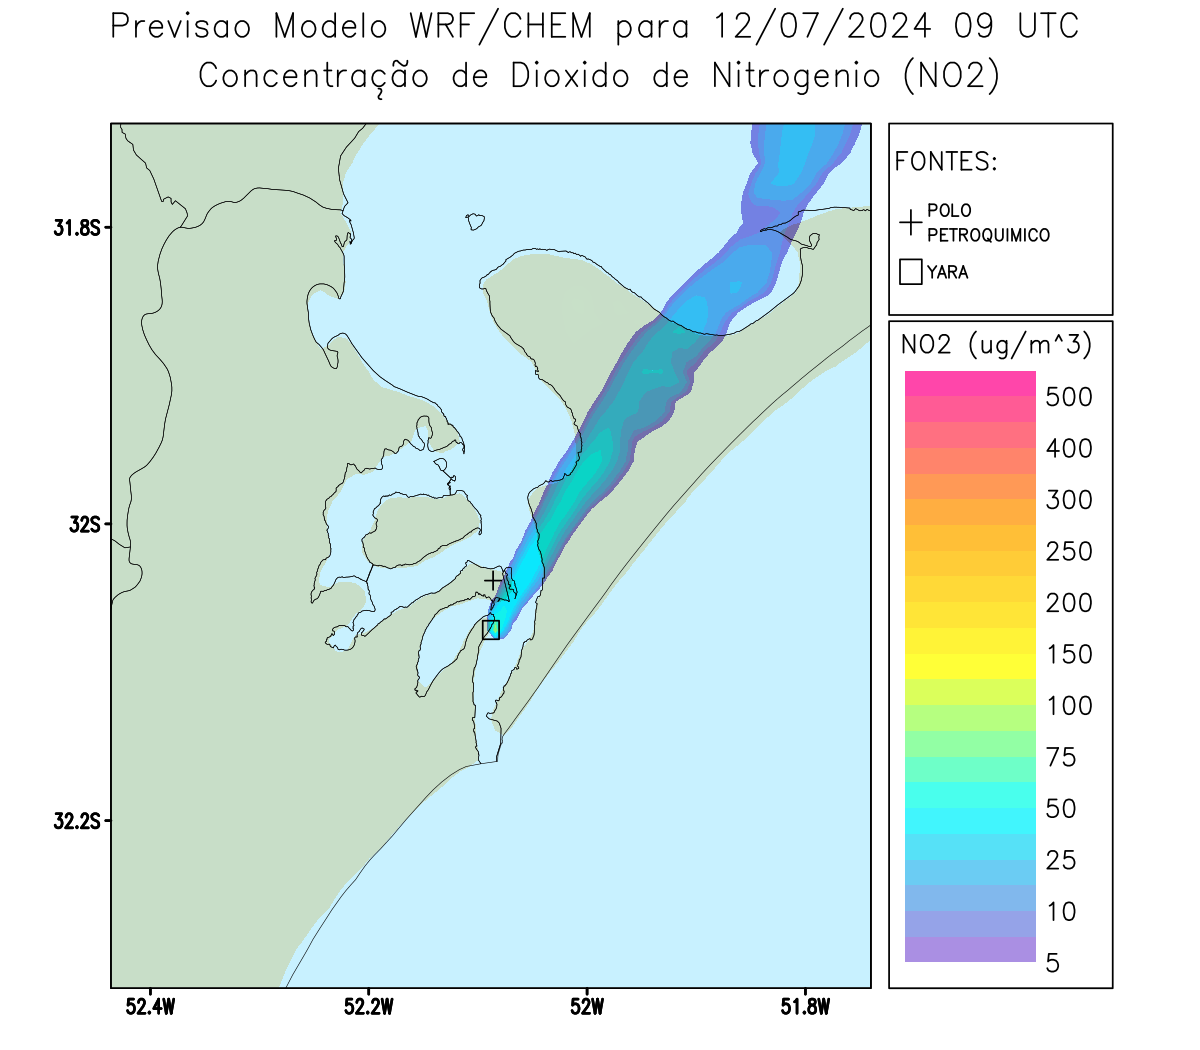 Previsao Modelo WRF/CHEM para 12/07/2024 09 UTC
Concentração de Dioxido de Nitrogenio (NO2)
FONTES:
POLO
PETROQUIMICO
YARA
NO2 (ug/m^3)
500
400
300
250
200
150
100
75
50
25
10
5
31.8S
32S
32.2S
52.4W
52.2W
52W
51.8W